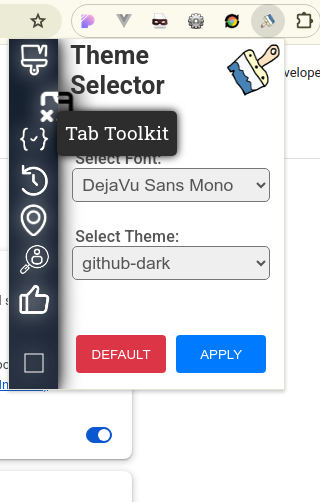 Theme
Selector
velope
Tab Toolkit
Select Font:
DejaVu Sans Mono
Select Theme:
github-dark
DEFAULT
APPLY